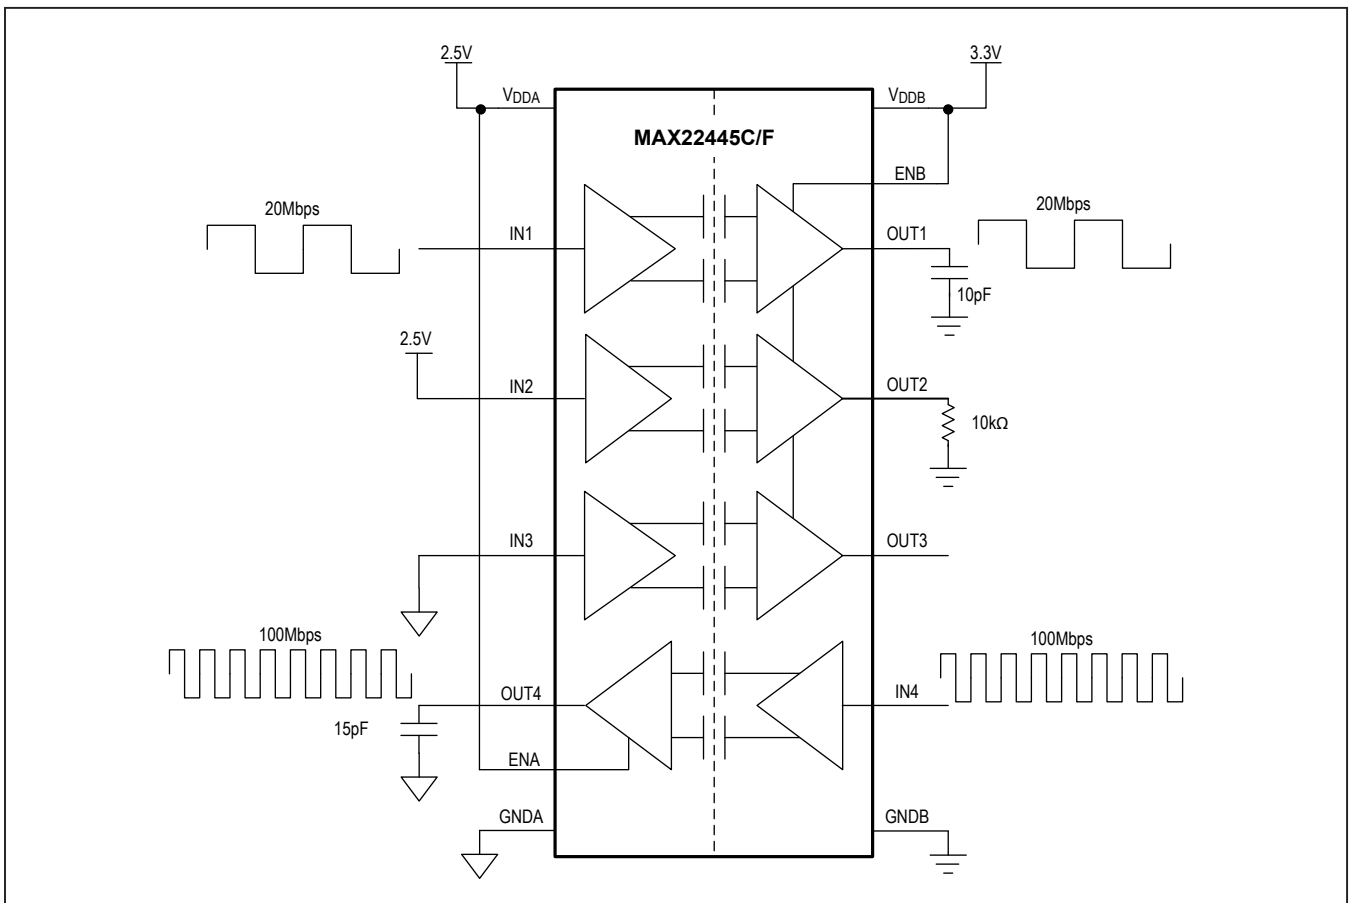 2.5V
3.3V
VDDA
VDDB
MAX22445C/F
ENB
20Mbps
20Mbps
IN1
OUT1
10pF
2.5V
IN2
OUT2
10kΩ
IN3
OUT3
100Mbps
100Mbps
OUT4
IN4
15pF
ENA
GNDA
GNDB